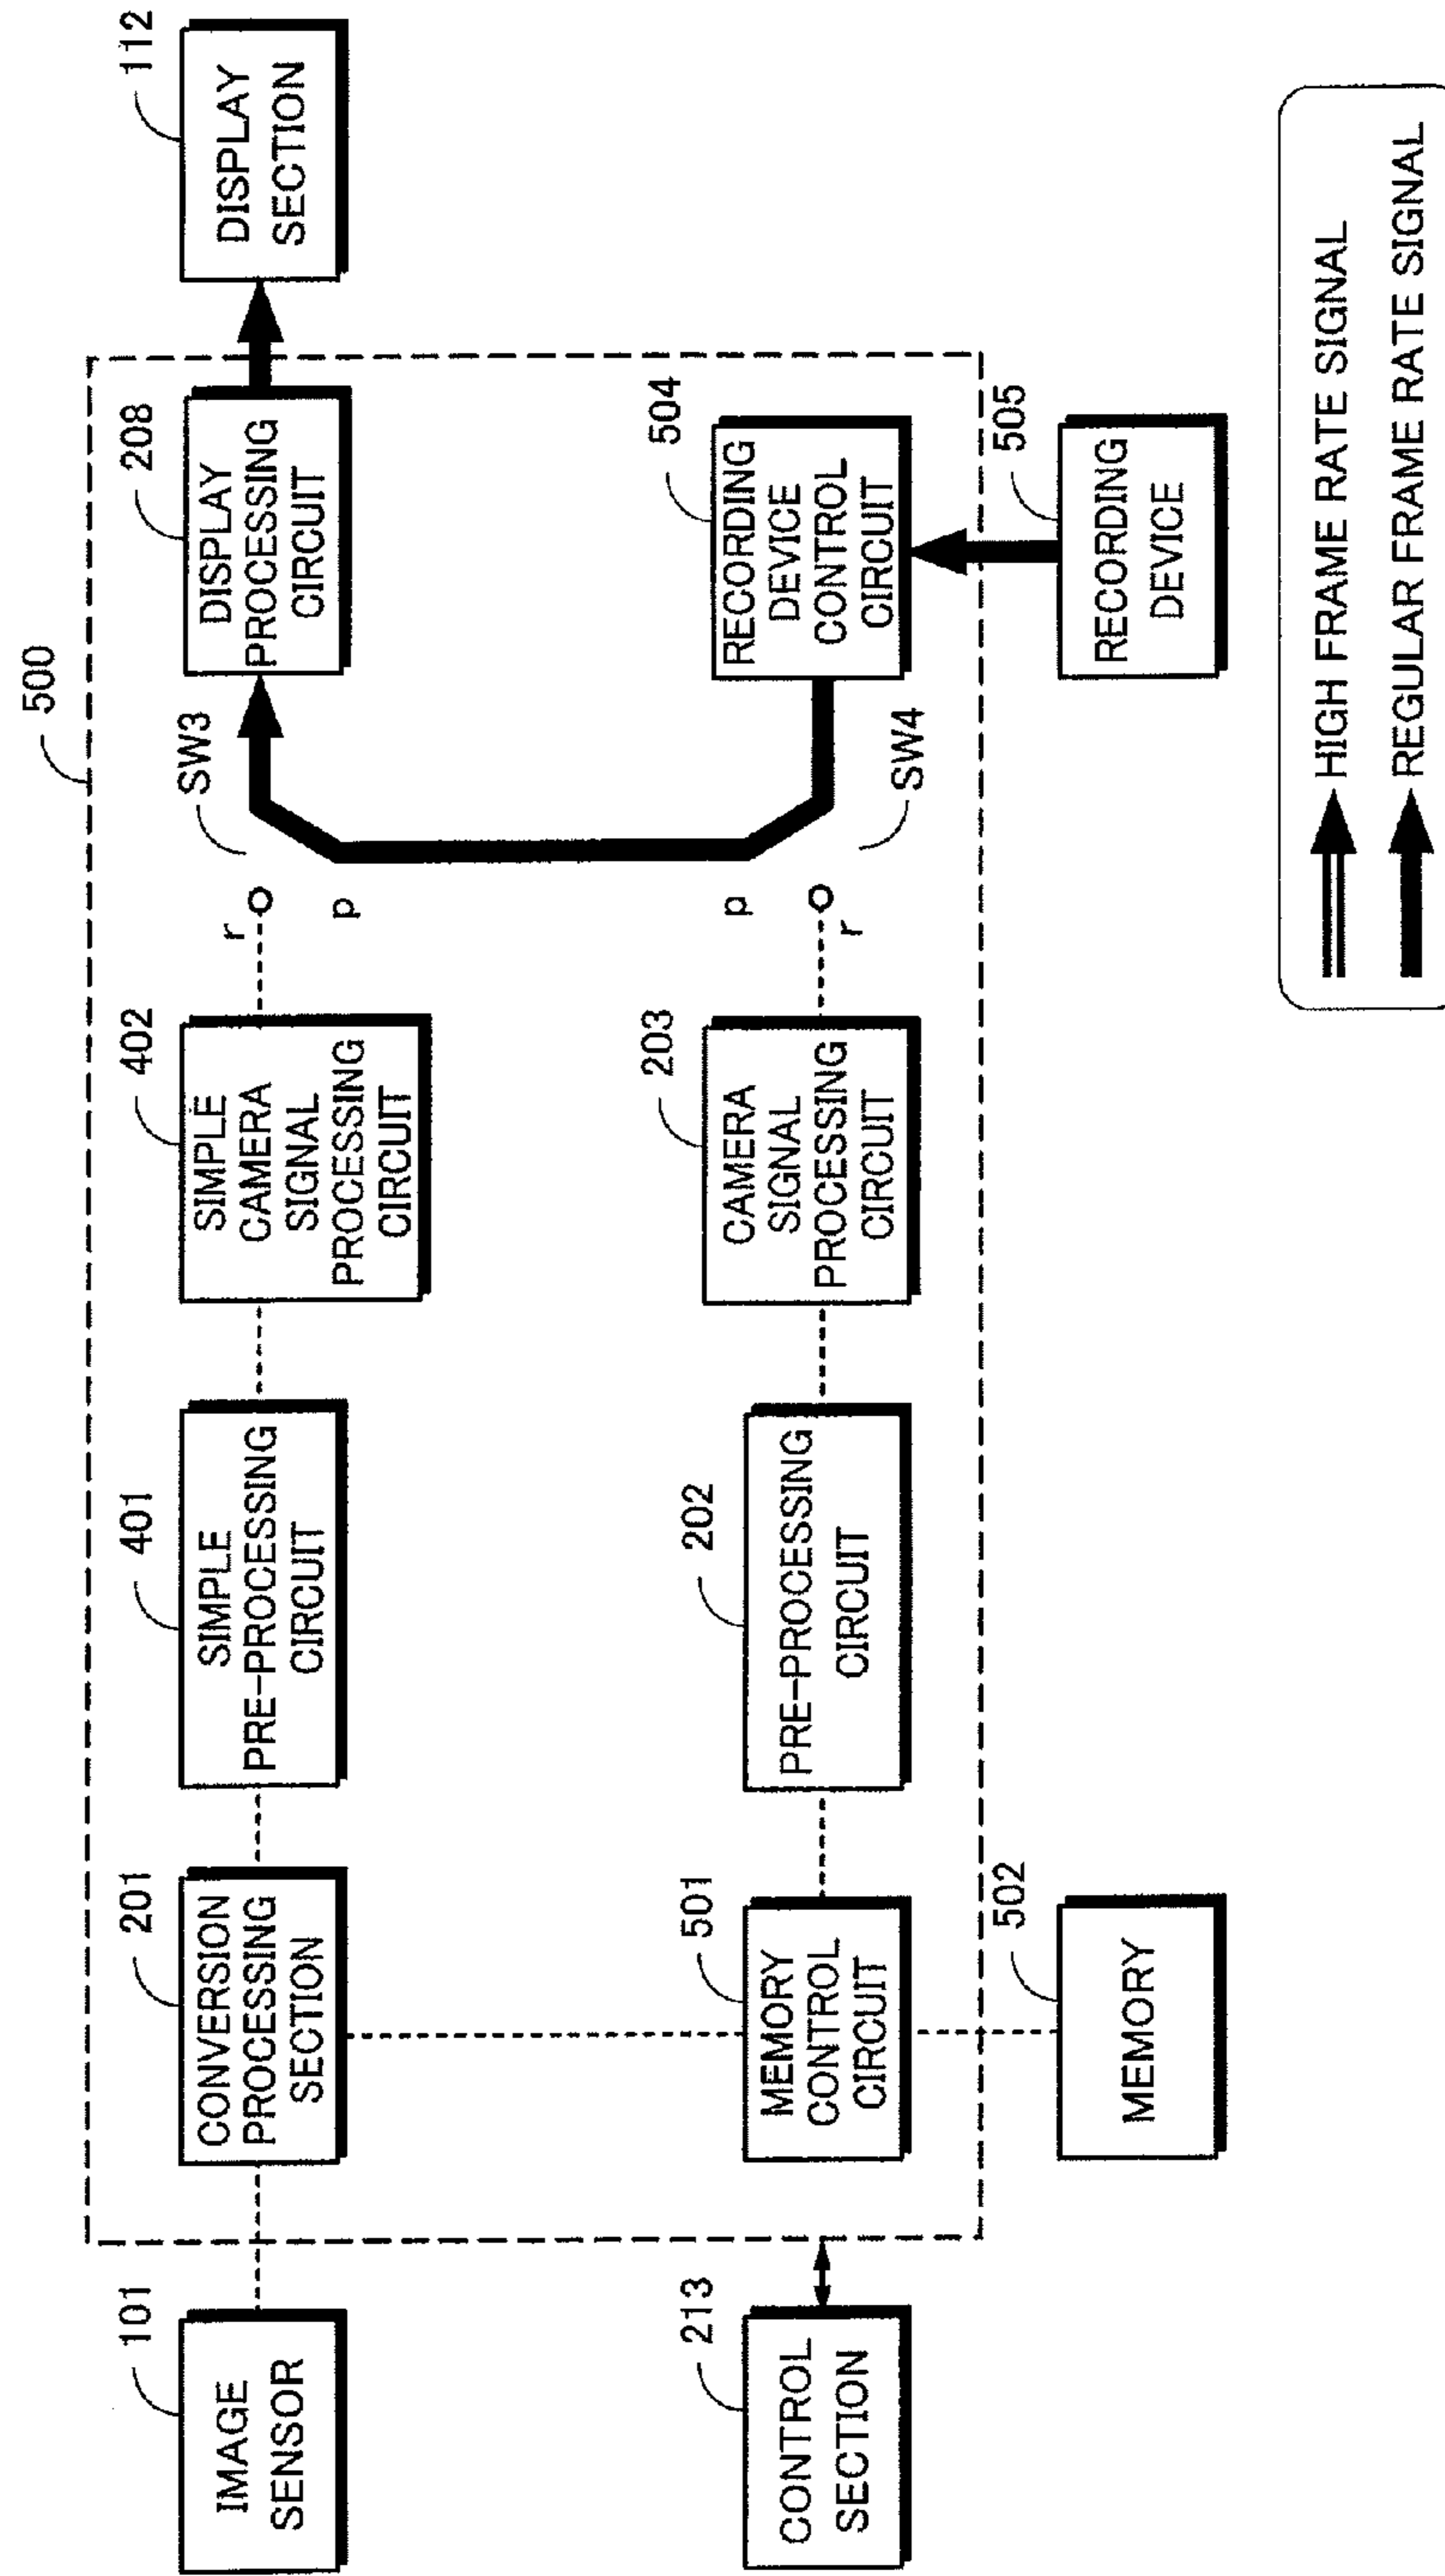 500
101
IMAGE
SENSOR
201
CONVERSION
PROCESSING
SECTION
401
SIMPLE
PRE-PROCESSING
CIRCUIT
402
SIMPLE
CAMERA
SIGNAL
PROCESSING
CIRCUIT
SW3
r
p
208
DISPLAY
PROCESSING
CIRCUIT
112
DISPLAY
SECTION
213
CONTROL
SECTION
501
MEMORY
CONTROL
CIRCUIT
202
PRE-PROCESSING
CIRCUIT
203
CAMERA
SIGNAL
PROCESSING
CIRCUIT
p
r
SW4
504
RECORDING
DEVICE
CONTROL
CIRCUIT
502
MEMORY
505
RECORDING
DEVICE
HIGH FRAME RATE SIGNAL
REGULAR FRAME RATE SIGNAL